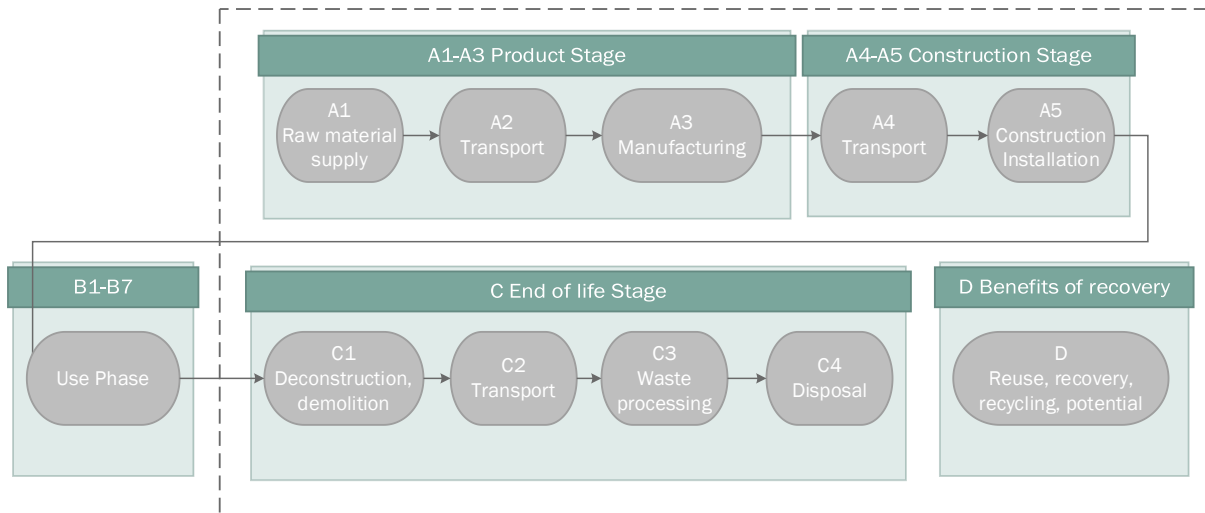 A1-A3 Product Stage
A4-A5 Construction Stage
A1
Raw material
supply
A2
Transport
A3
Manufacturing
A4
Transport
A5
Construction
Installation
B1-B7
C End of life Stage
D Benefits of recovery
Use Phase
C1
Deconstruction,
demolition
C2
Transport
C3
Waste
processing
C4
Disposal
D
Reuse, recovery,
recycling, potential